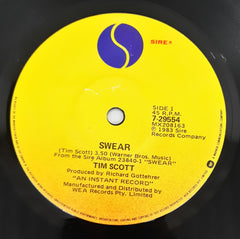 SIRE
SIDE 1
45 R.P.M.
7-29554
MX208163
℗ 1983 Sire
Records Company
SWEAR
(Tim Scott) 3.50 (Warner Bros. Music)
From the Sire Album 23840-1 "SWEAR"
TIM SCOTT
Produced by Richard Gottehrer
"AN INSTANT RECORD"
Manufactured and Distributed by
WEA Records Pty. Limited